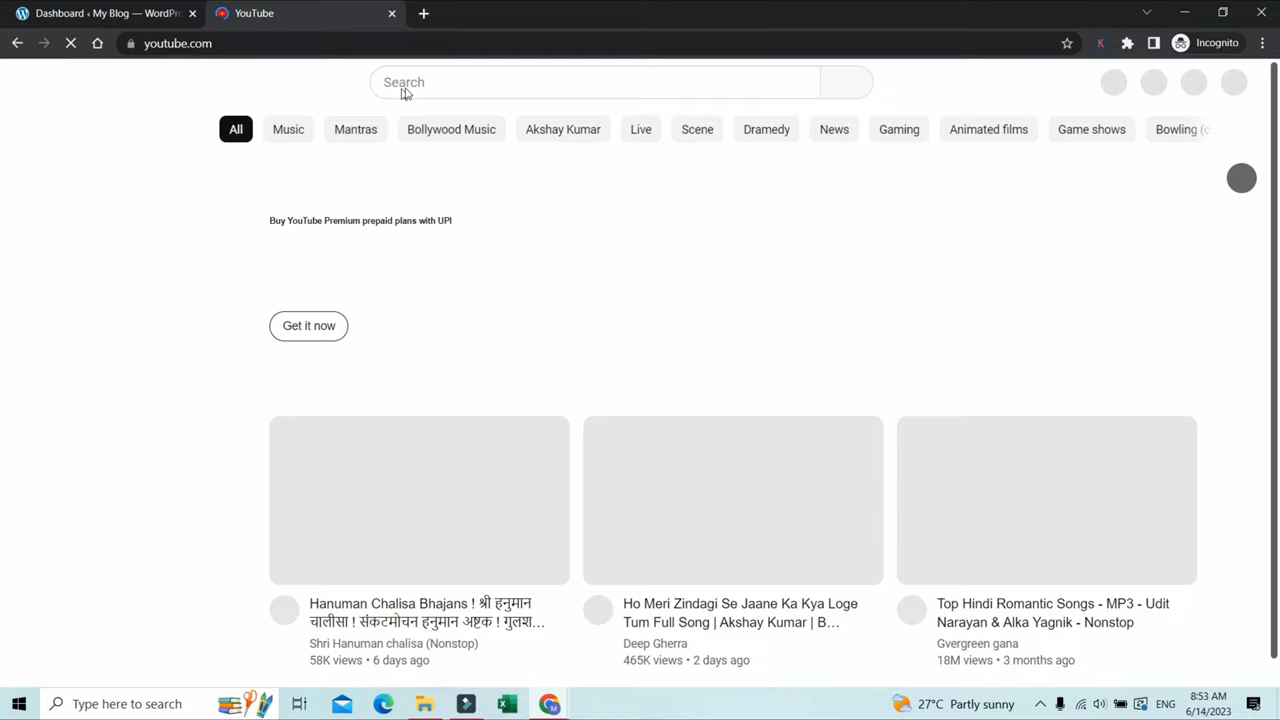 Dashboard ‹ My Blog — WordPre
YouTube
youtube.com
Incognito
Search
All
Music
Mantras
Bollywood Music
Akshay Kumar
Live
Scene
Dramedy
News
Gaming
Animated films
Game shows
Bowling (c
Buy YouTube Premium prepaid plans with UPI
Get it now
Hanuman Chalisa Bhajans ! श्री हनुमान
चालीसा ! संकटमोचन हनुमान अष्टक ! गुलश...
Shri Hanuman chalisa (Nonstop)
58K views • 6 days ago
Ho Meri Zindagi Se Jaane Ka Kya Loge
Tum Full Song | Akshay Kumar | B...
Deep Gherra
465K views • 2 days ago
Top Hindi Romantic Songs - MP3 - Udit
Narayan & Alka Yagnik - Nonstop
Gvergreen gana
18M views • 3 months ago
Type here to search
27°C Partly sunny
ENG
8:53 AM
6/14/2023